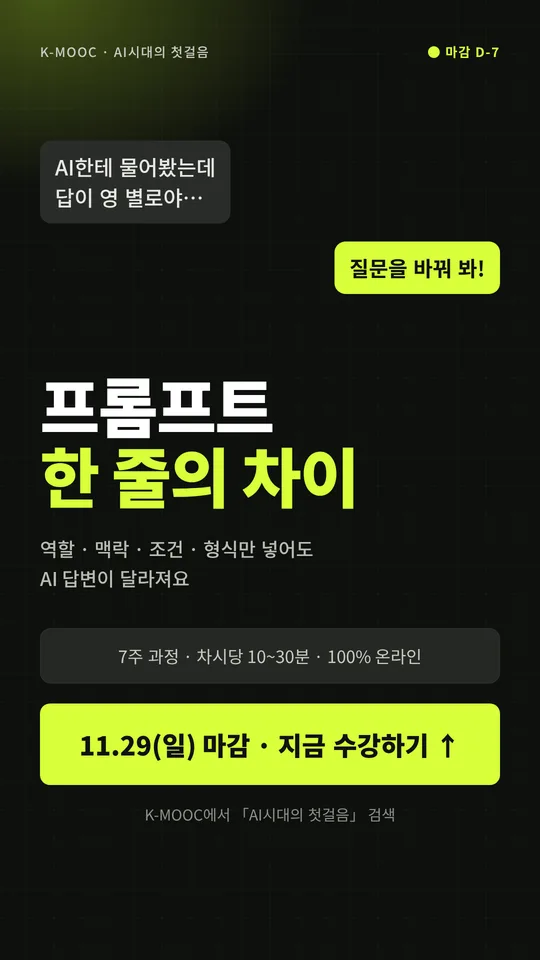 K-MOOC · AI시대의 첫걸음
마감 D-7
AI한테 물어봤는데
답이 영 별로야…
질문을 바꿔 봐!
프롬프트
한 줄의 차이
역할 · 맥락 · 조건 · 형식만 넣어도
AI 답변이 달라져요
7주 과정 · 차시당 10~30분 · 100% 온라인
11.29(일) 마감 · 지금 수강하기 ↑
K-MOOC에서 「AI시대의 첫걸음」 검색